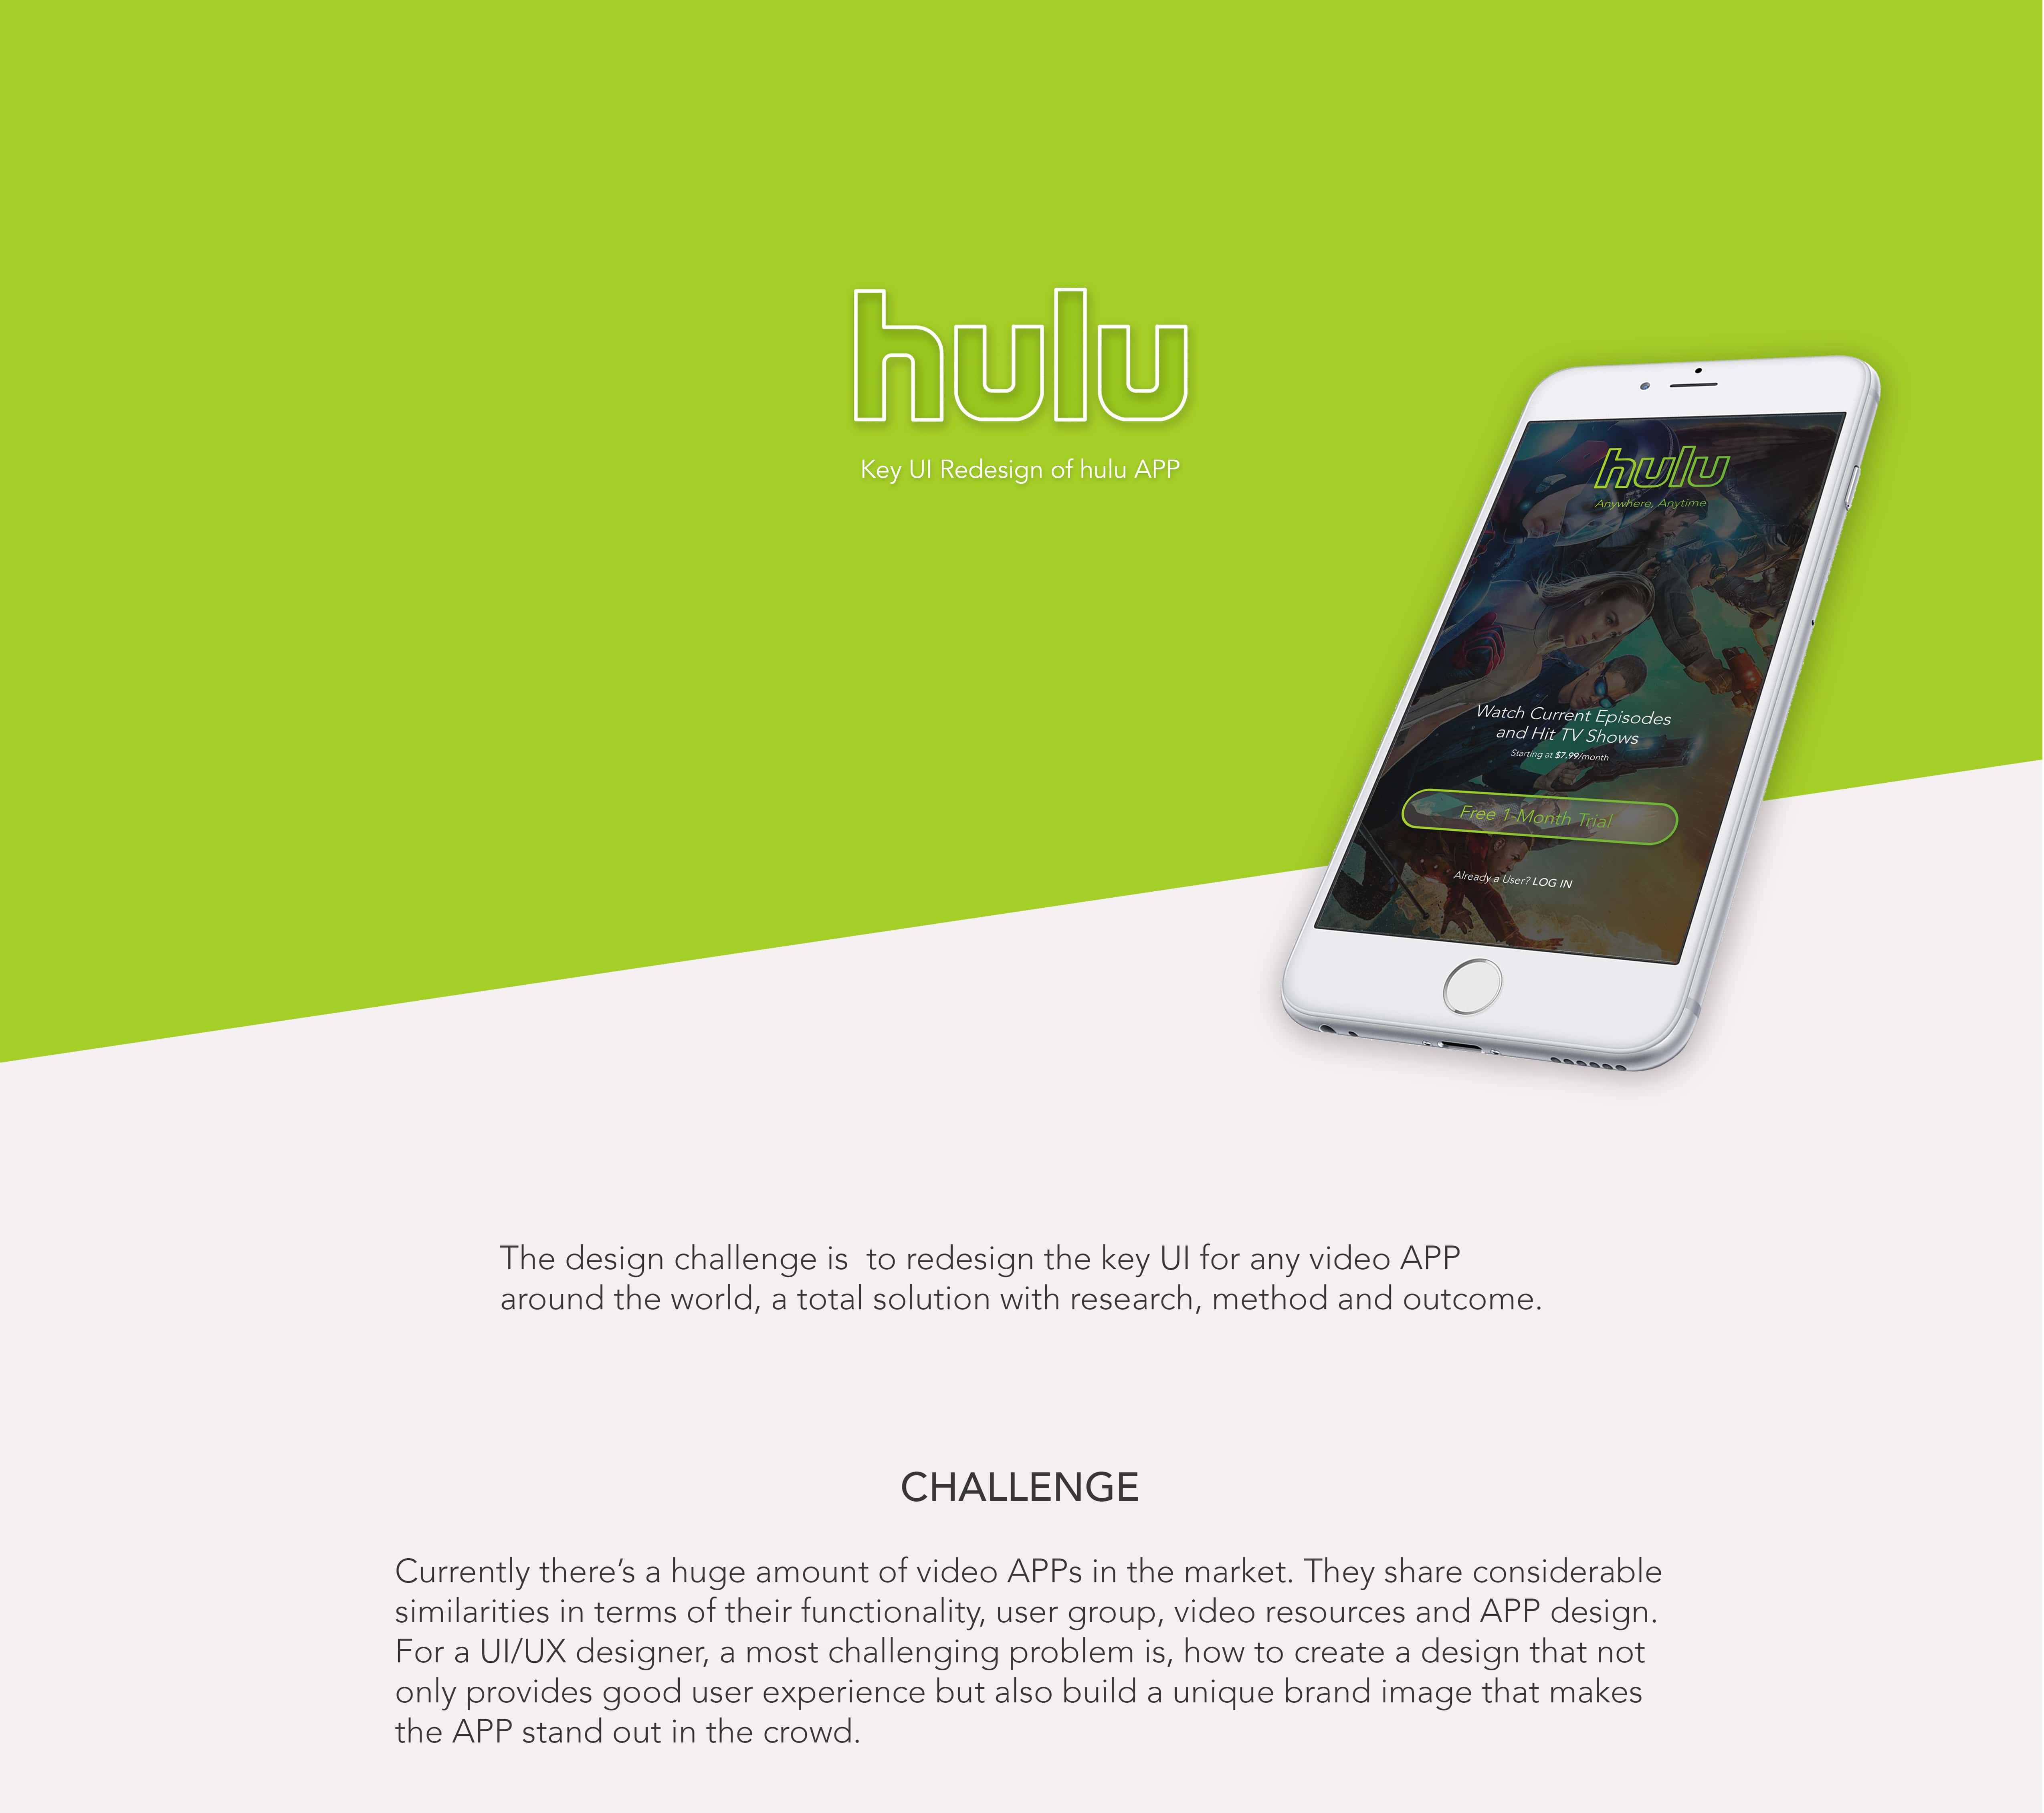 hulu
Key UI Redesign of hulu APP
hulu
Anywhere, Anytime
Watch Current Episodes
and Hit TV Shows
Starting at $7.99/month
Free 1-Month Trial
Already a User? LOG IN
The design challenge is  to redesign the key UI for any video APP
around the world, a total solution with research, method and outcome.
CHALLENGE
Currently there’s a huge amount of video APPs in the market. They share considerable
similarities in terms of their functionality, user group, video resources and APP design.
For a UI/UX designer, a most challenging problem is, how to create a design that not
only provides good user experience but also build a unique brand image that makes
the APP stand out in the crowd.